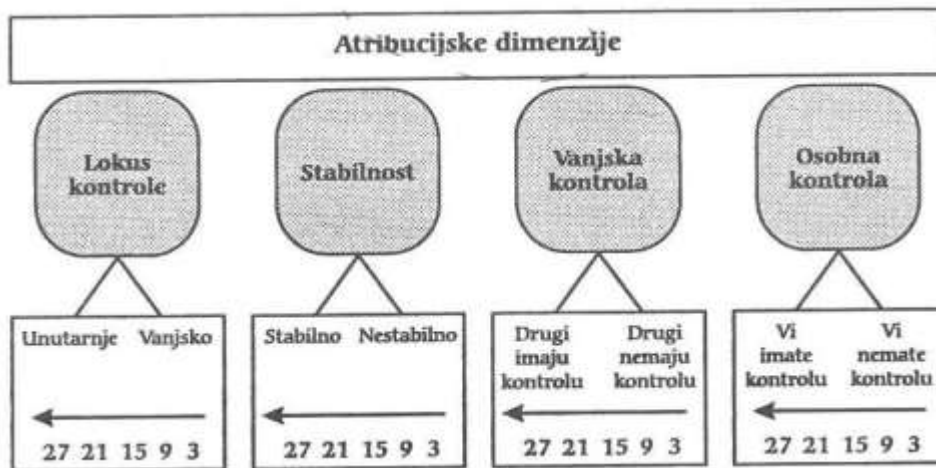 Atribucijske dimenzije
Lokus
kontrole
Stabilnost
Vanjska
kontrola
Osobna
kontrola
Unutarnje Vanjsko
27 21 15 9 3
Stabilno Nestabilno
27 21 15 9 3
Drugi
imaju
kontrolu
Drugi
nemaju
kontrolu
27 21 15 9 3
Vi
imate
kontrolu
Vi
nemate
kontrolu
27 21 15 9 3